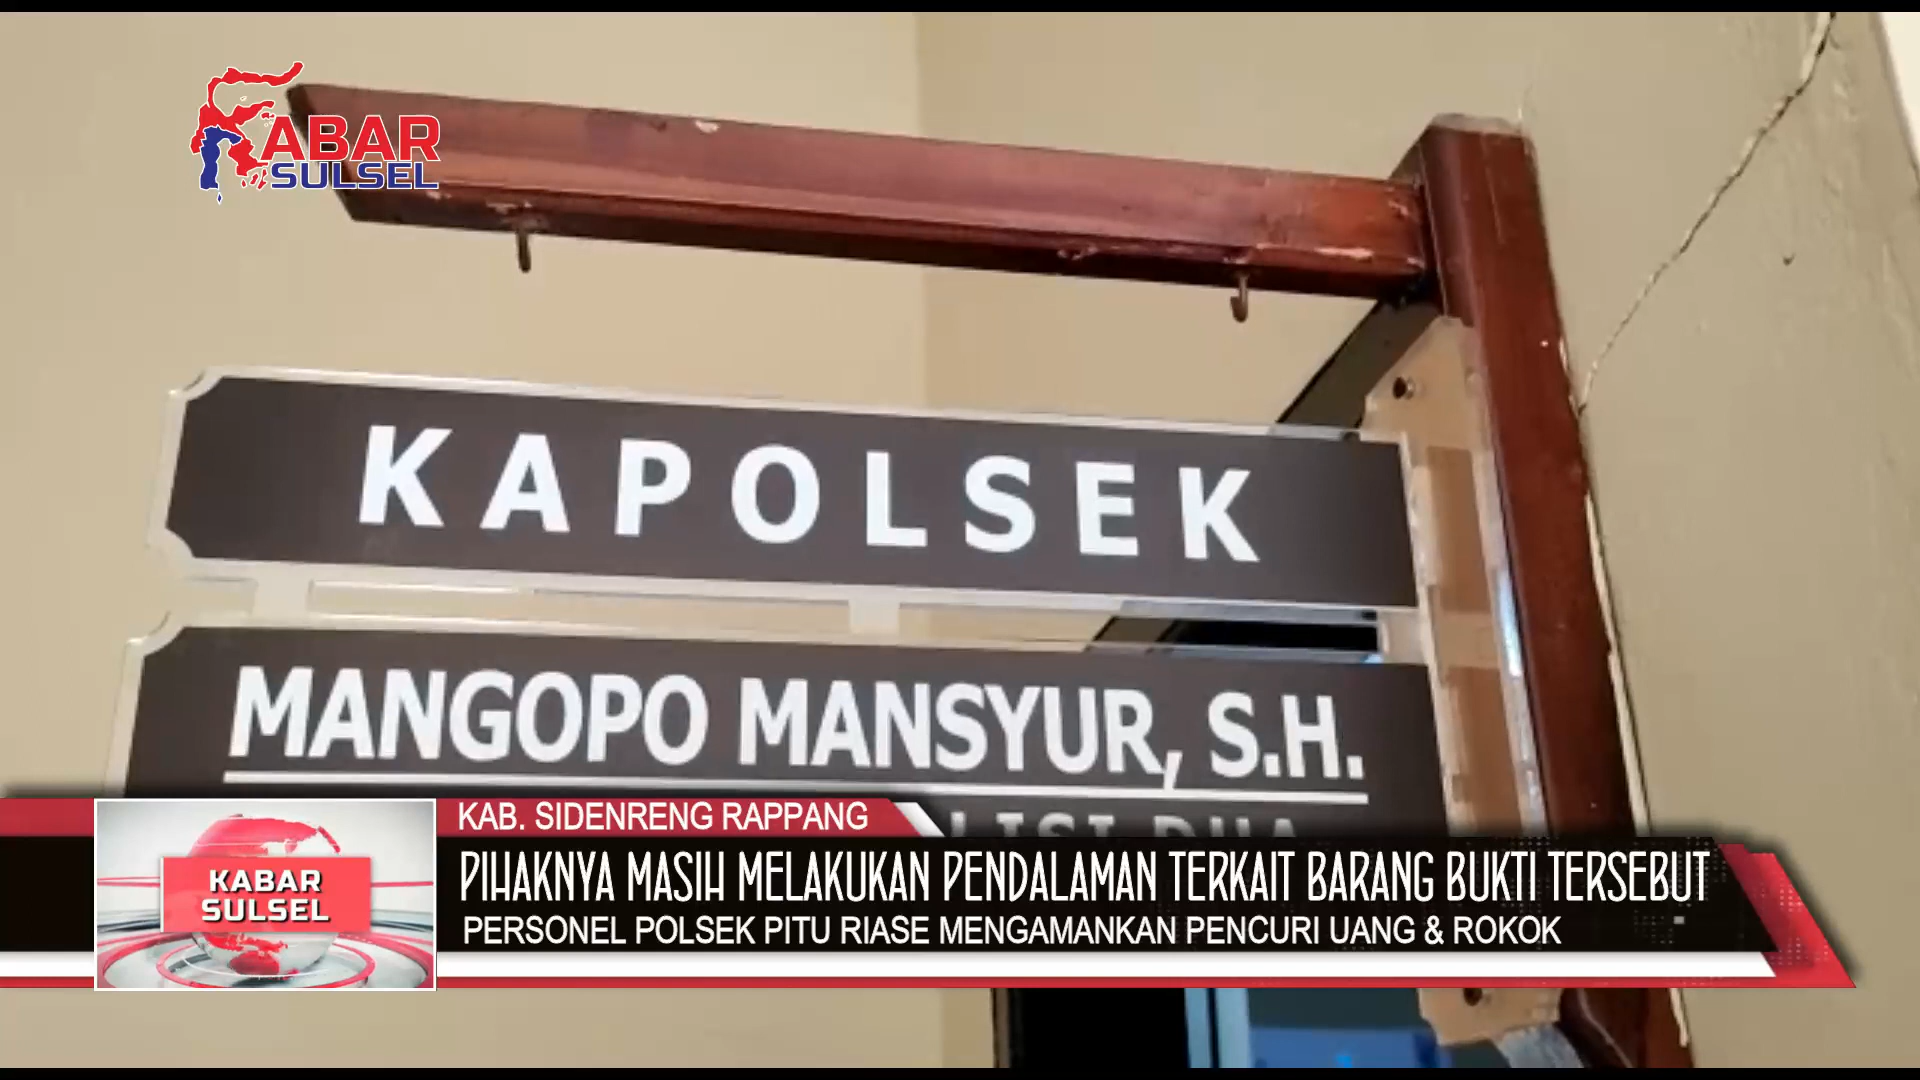 KABAR
SULSEL
KAPOLSEK
MANGOPO MANSYUR, S.H.
KAB. SIDENRENG RAPPANG
KABAR
SULSEL
PIHAKNYA MASIH MELAKUKAN PENDALAMAN TERKAIT BARANG BUKTI TERSEBUT
PERSONEL POLSEK PITU RIASE MENGAMANKAN PENCURI UANG & ROKOK